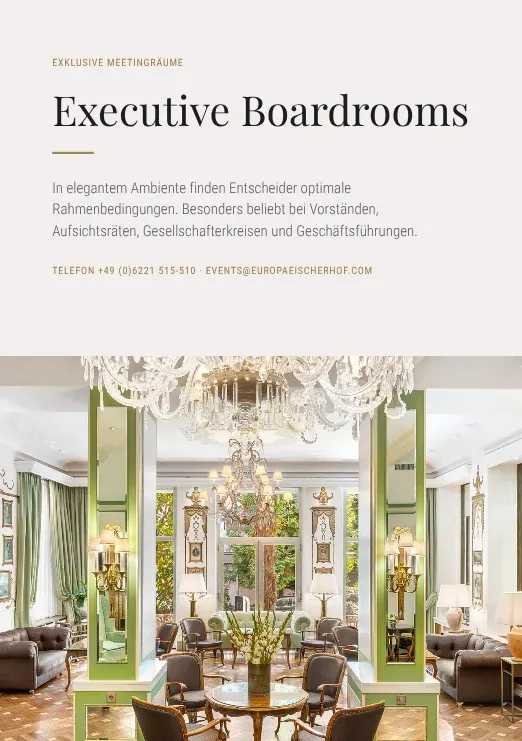 EXKLUSIVE MEETINGRÄUME
Executive Boardrooms
In elegantem Ambiente finden Entscheider optimale
Rahmenbedingungen. Besonders beliebt bei Vorständen,
Aufsichtsräten, Gesellschafterkreisen und Geschäftsführungen.
TELEFON +49 (0)6221 515-510 · EVENTS@EUROPAEISCHERHOF.COM